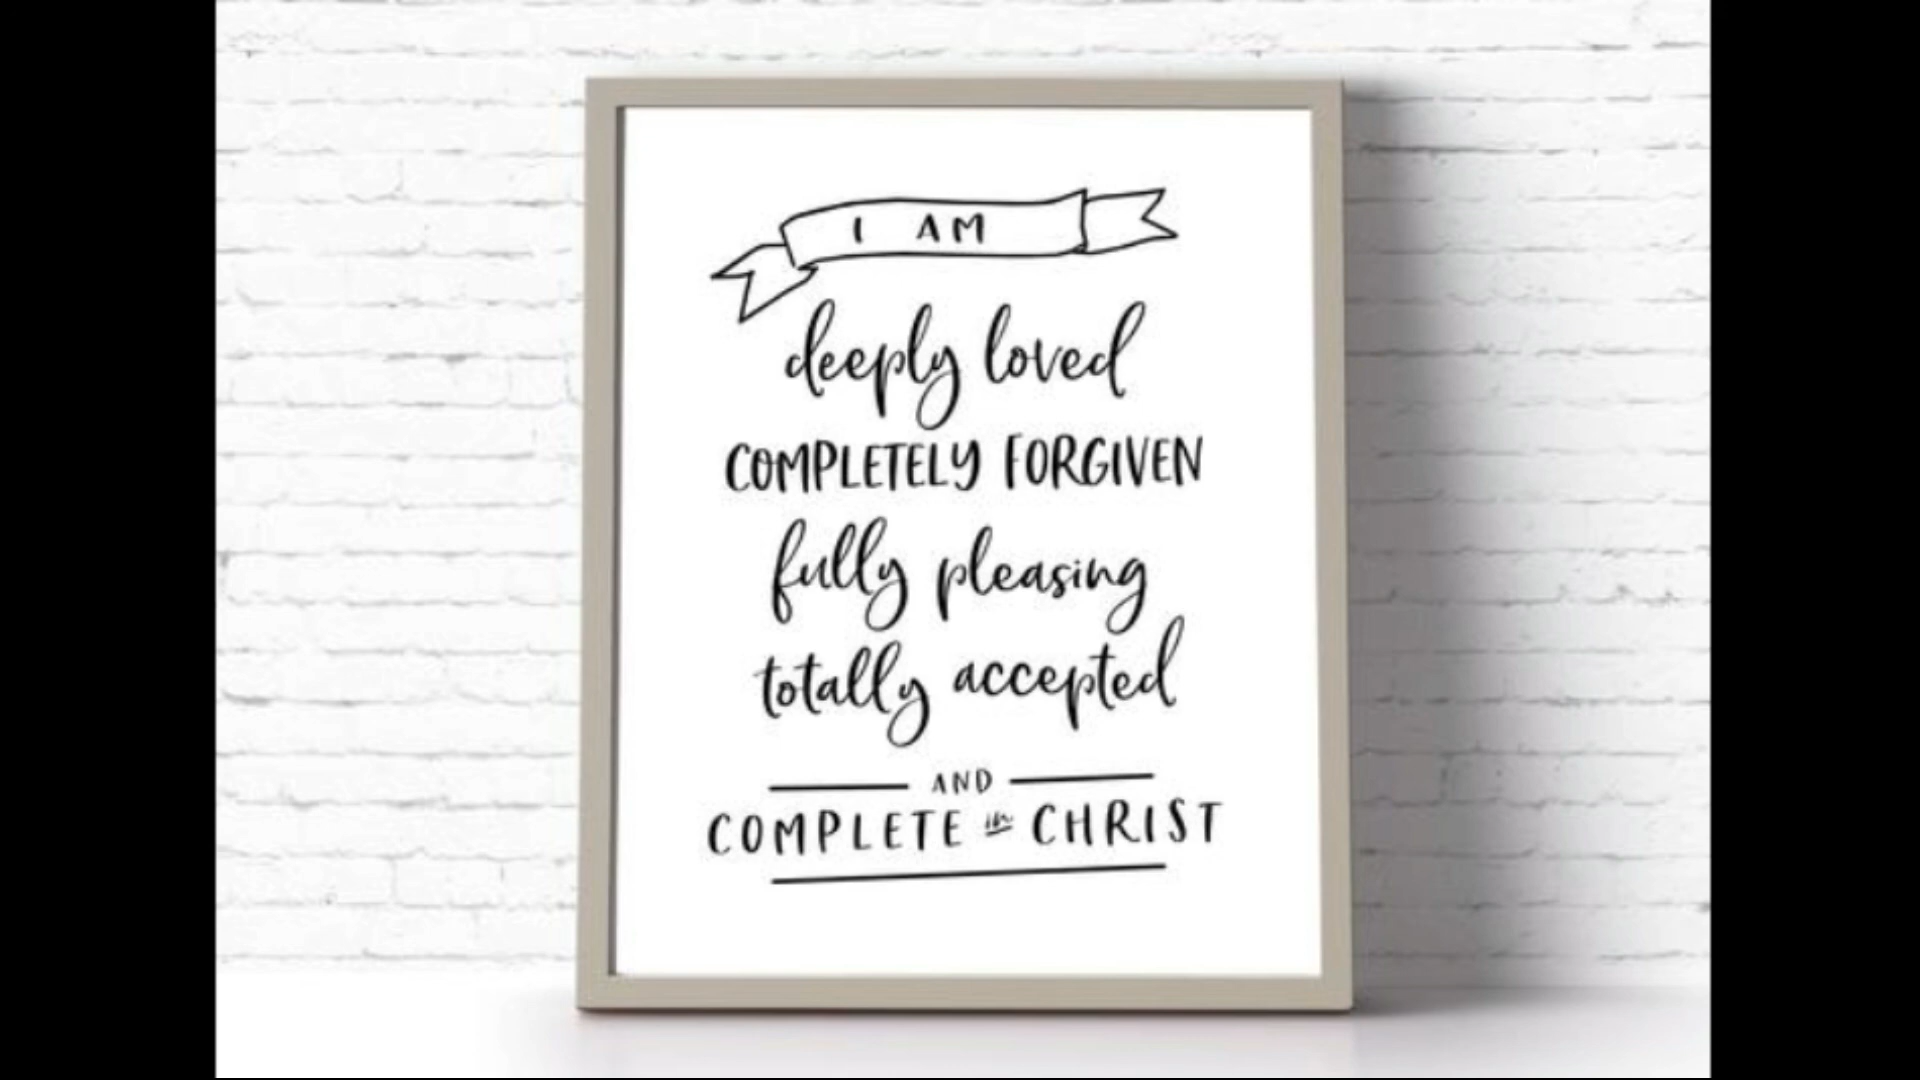 I AM
deeply loved
COMPLETELY FORGIVEN
fully pleasing
totally accepted
AND
COMPLETE in CHRIST